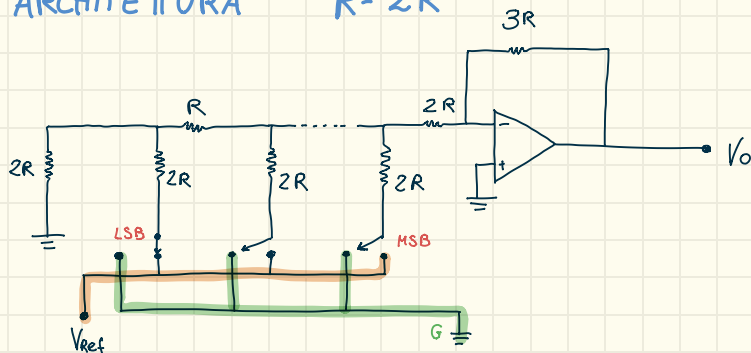 ARCHITETTURA R-2R
3R
R
2R
2R
2R
2R
2R
-
+
Vo
LSB
MSB
VRef
G